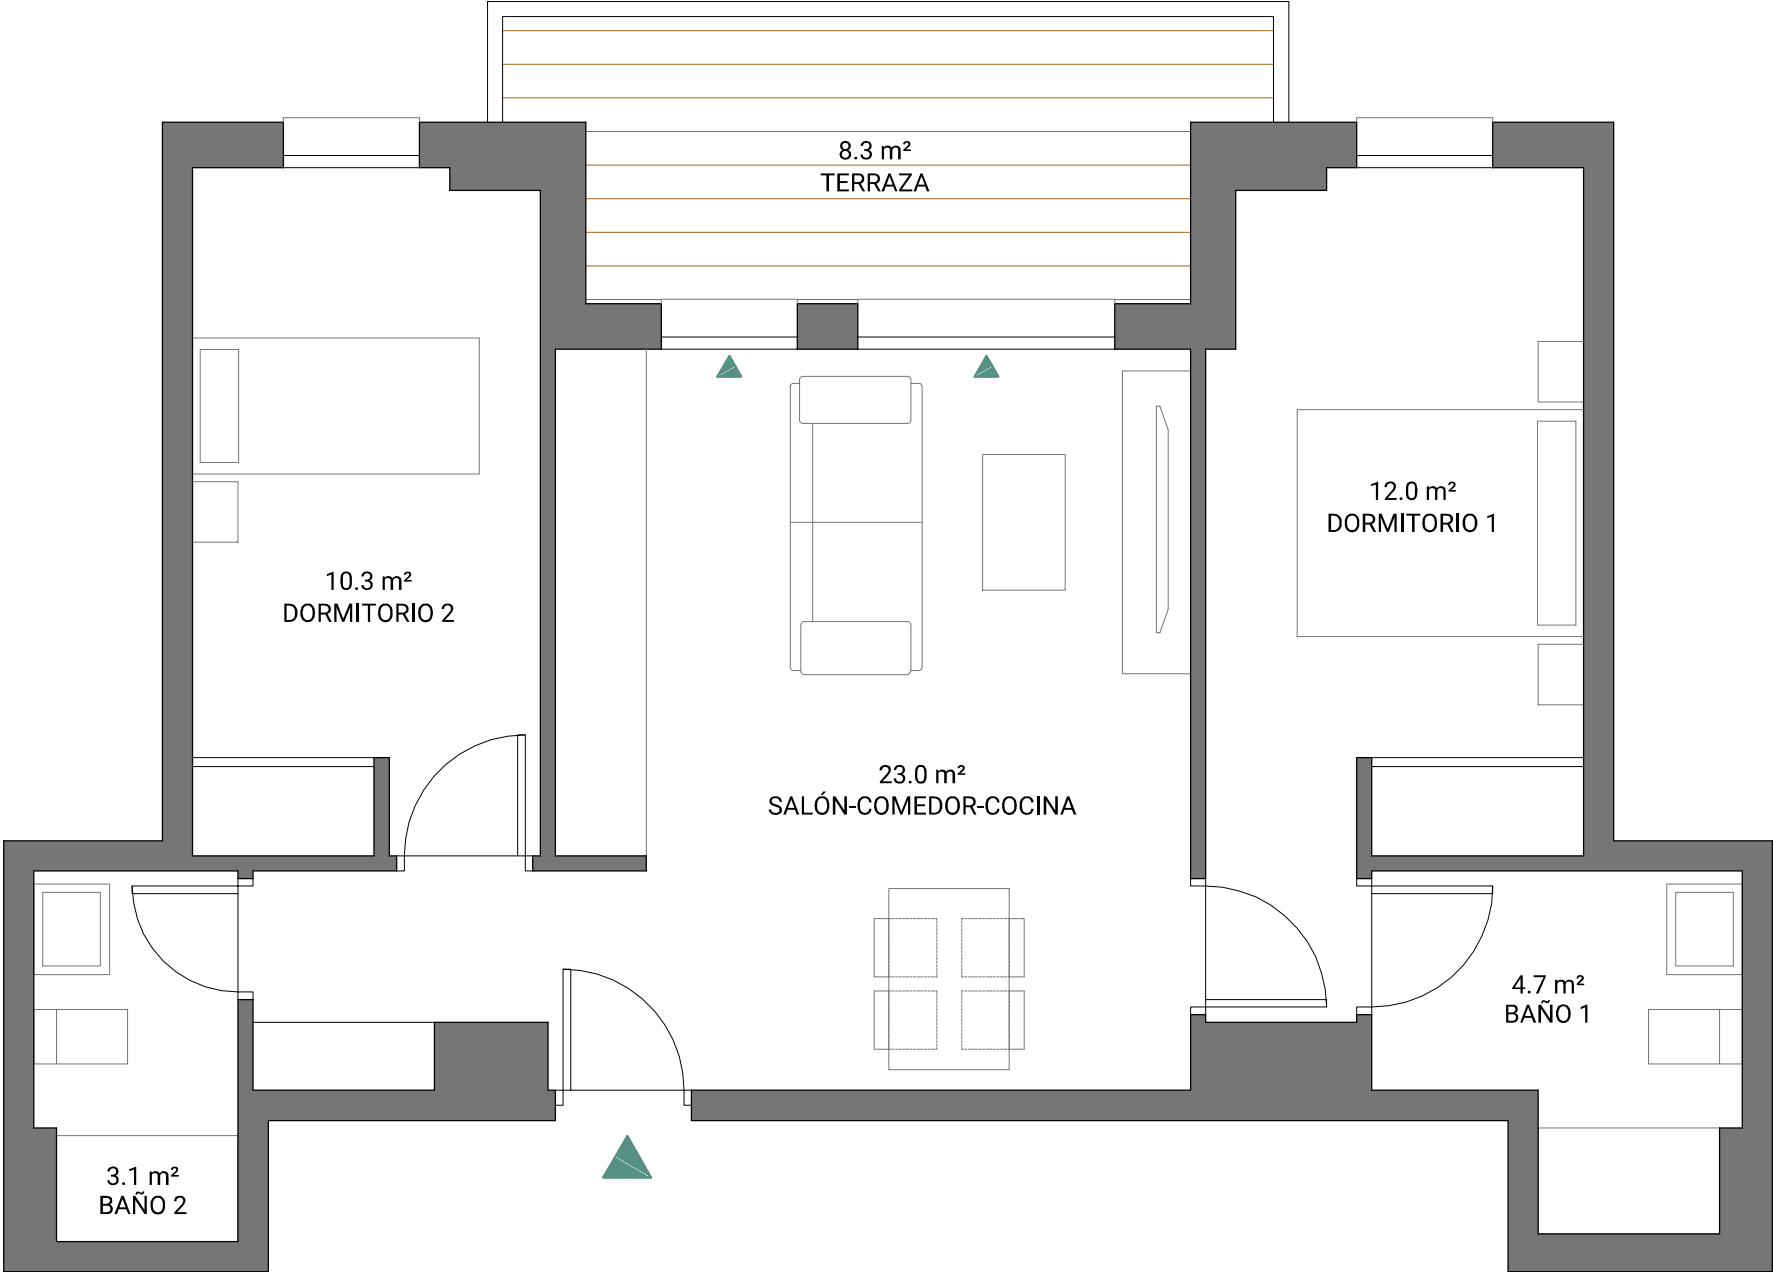 8.3 m²
TERRAZA
12.0 m²
DORMITORIO 1
10.3 m²
DORMITORIO 2
23.0 m²
SALÓN-COMEDOR-COCINA
4.7 m²
BAÑO 1
3.1 m²
BAÑO 2